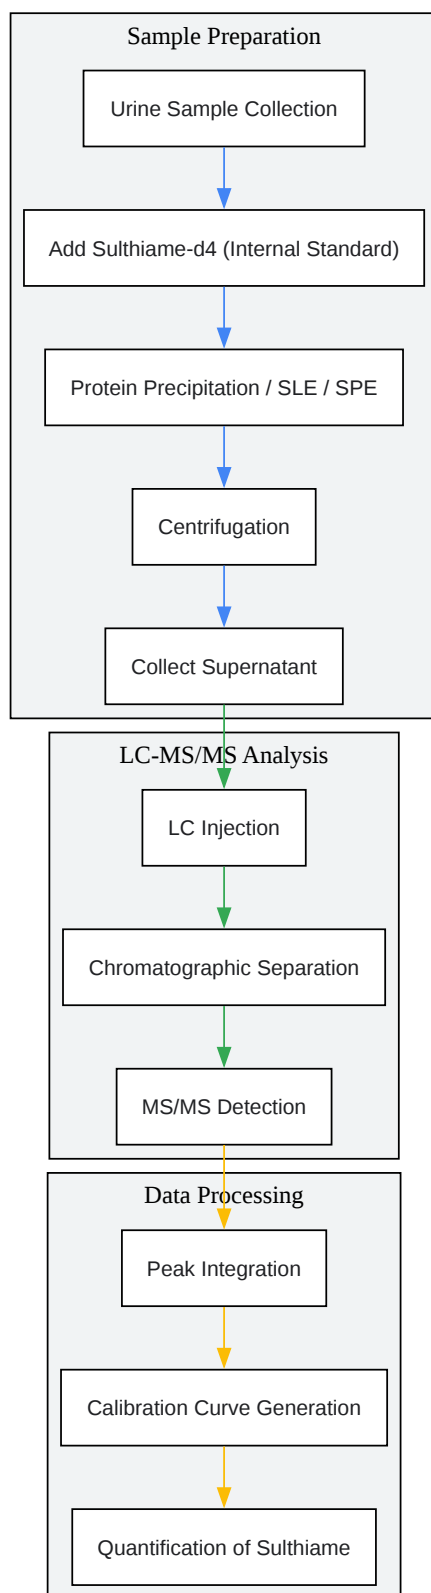 Sample Preparation
Urine Sample Collection
Add Sulthiame-d4 (Internal Standard)
Protein Precipitation / SLE / SPE
Centrifugation
Collect Supernatant
LC-MS/MS Analysis
LC Injection
Chromatographic Separation
MS/MS Detection
Data Processing
Peak Integration
Calibration Curve Generation
Quantification of Sulthiame